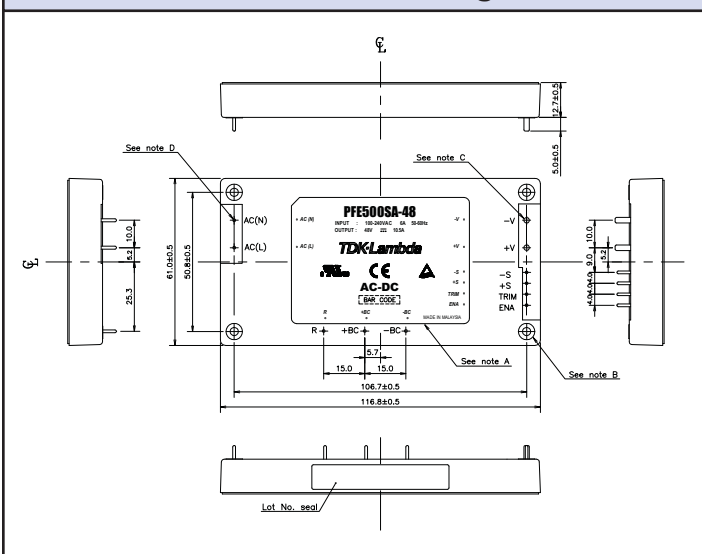 ℄
12.7±0.5
5.0±0.5
See note D
See note C
PFE500SA-48
INPUT : 100-240VAC 6A 50-60Hz
OUTPUT : 48V 10.5A
AC(N)
AC(N)
-V
-V
AC(L)
AC(L)
+V
+V
TDK-Lambda
CE
AC-DC
BAR CODE
-S
+S
TRIM
ENA
-S
+S
TRIM
ENA
R
+BC
-BC
MADE IN MALAYSIA
R
+BC
-BC
10.0
5.2
25.3
℄
61.0±0.5
50.8±0.5
10.0
9.0
5.2
4.0
4.0
4.0
5.7
15.0
15.0
See note A
See note B
106.7±0.5
116.8±0.5
Lot No. seal